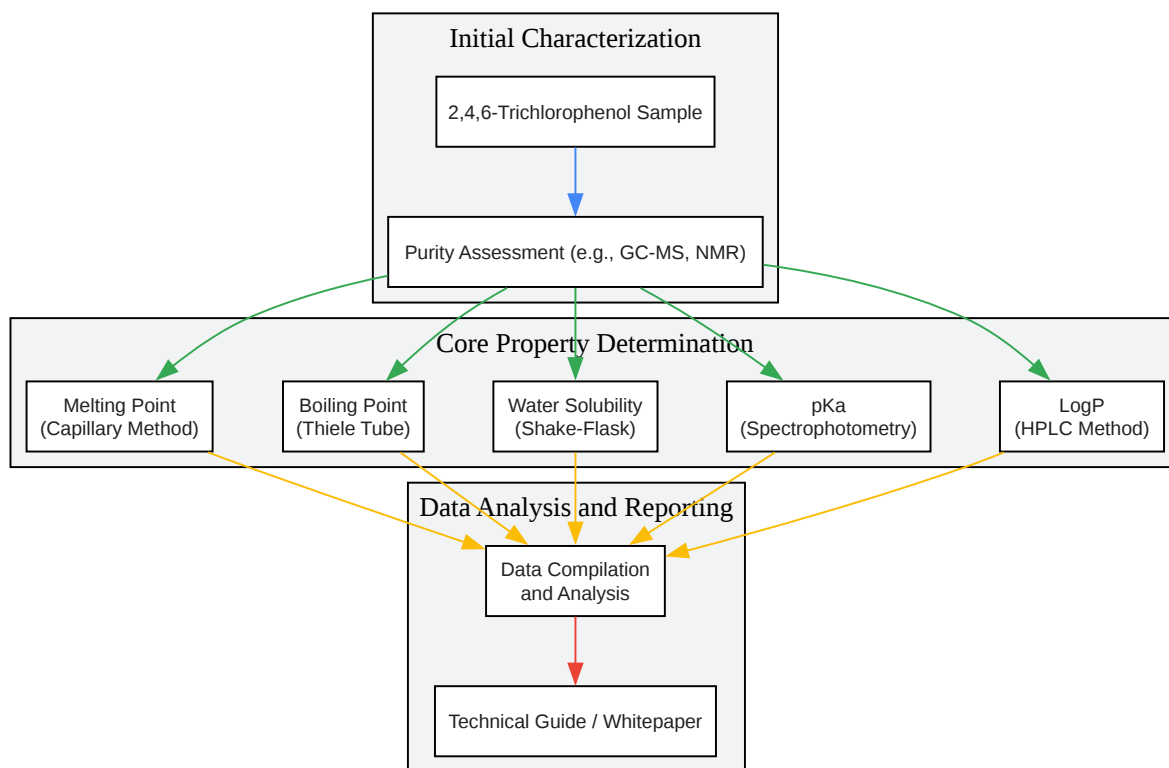 Initial Characterization
2,4,6-Trichlorophenol Sample
Purity Assessment (e.g., GC-MS, NMR)
Core Property Determination
Melting Point
(Capillary Method)
Boiling Point
(Thiele Tube)
Water Solubility
(Shake-Flask)
pKa
(Spectrophotometry)
LogP
(HPLC Method)
Data Analysis and Reporting
Data Compilation
and Analysis
Technical Guide / Whitepaper